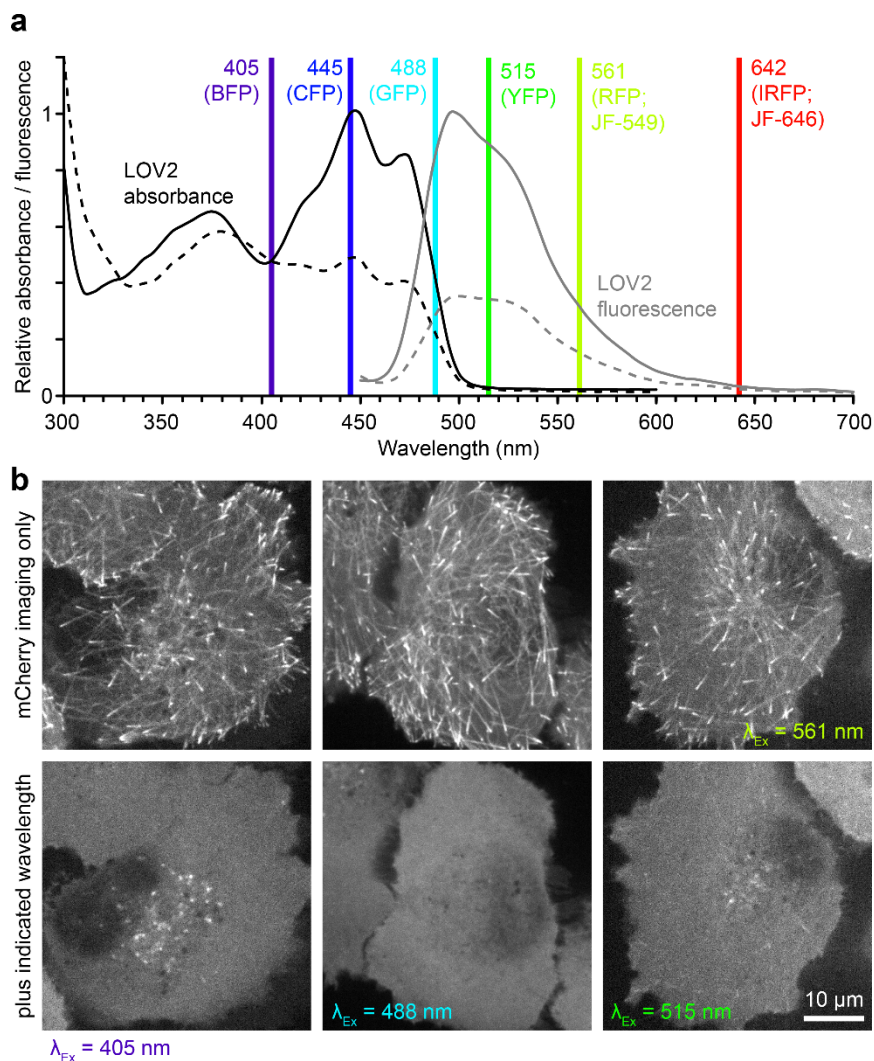 a
Relative absorbance / fluorescence
1
0
405
(BFP)
445
(CFP)
488
(GFP)
515
(YFP)
561
(RFP;
JF-549)
642
(IRFP;
JF-646)
LOV2
absorbance
LOV2
fluorescence
300
350
400
450
500
550
600
650
700
Wavelength (nm)
b
mCherry imaging only
λEx = 561 nm
plus indicated wavelength
λEx = 405 nm
λEx = 488 nm
λEx = 515 nm
10 µm